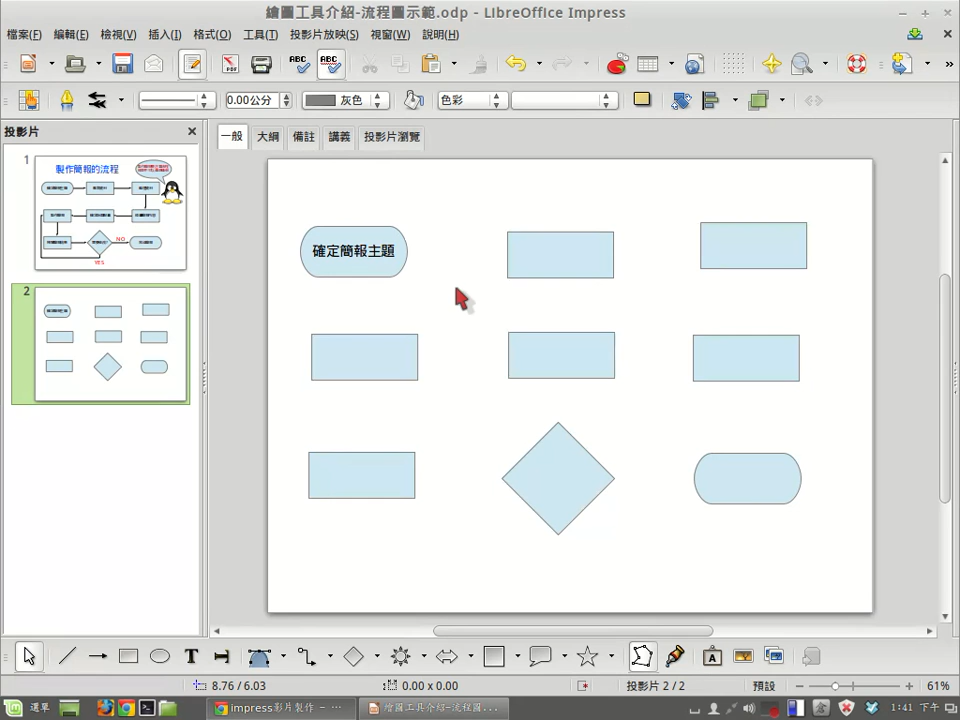 繪圖工具介紹-流程圖示範.odp - LibreOffice Impress
檔案(F) 編輯(E) 檢視(V) 插入(I) 格式(O) 工具(T) 投影片放映(S) 視窗(W) 說明(H)
ABC ABC
0.00公分 灰色 色彩
投影片
一般 大綱 備註 講義 投影片瀏覽
1
製作簡報的流程
NO
YES
2
確定簡報主題
8.76 / 6.03 0.00 x 0.00 投影片 2 / 2 預設 61%
選單 impress影片製作 - ... 繪圖工具介紹-流程圖... 1:41 下午